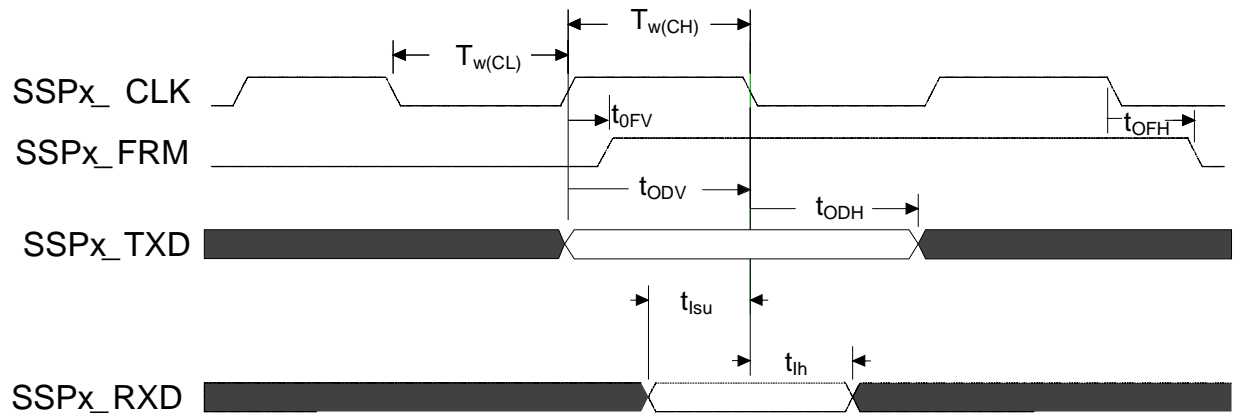 Tw(CH)
Tw(CL)
SSPx_ CLK
t0FV
tOFH
SSPx_FRM
tODV
tODH
SSPx_TXD
tIsu
tIh
SSPx_RXD